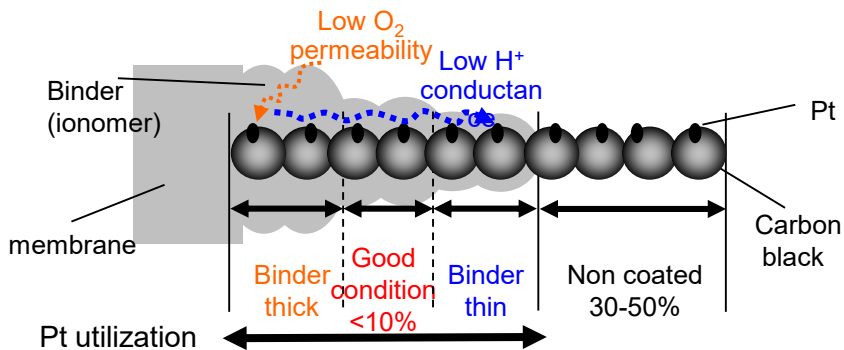 Low O2
permeability
Low H+
conductan
ce
Binder
(ionomer)
Pt
membrane
Carbon
black
Binder
thick
Good
condition
<10%
Binder
thin
Non coated
30-50%
Pt utilization